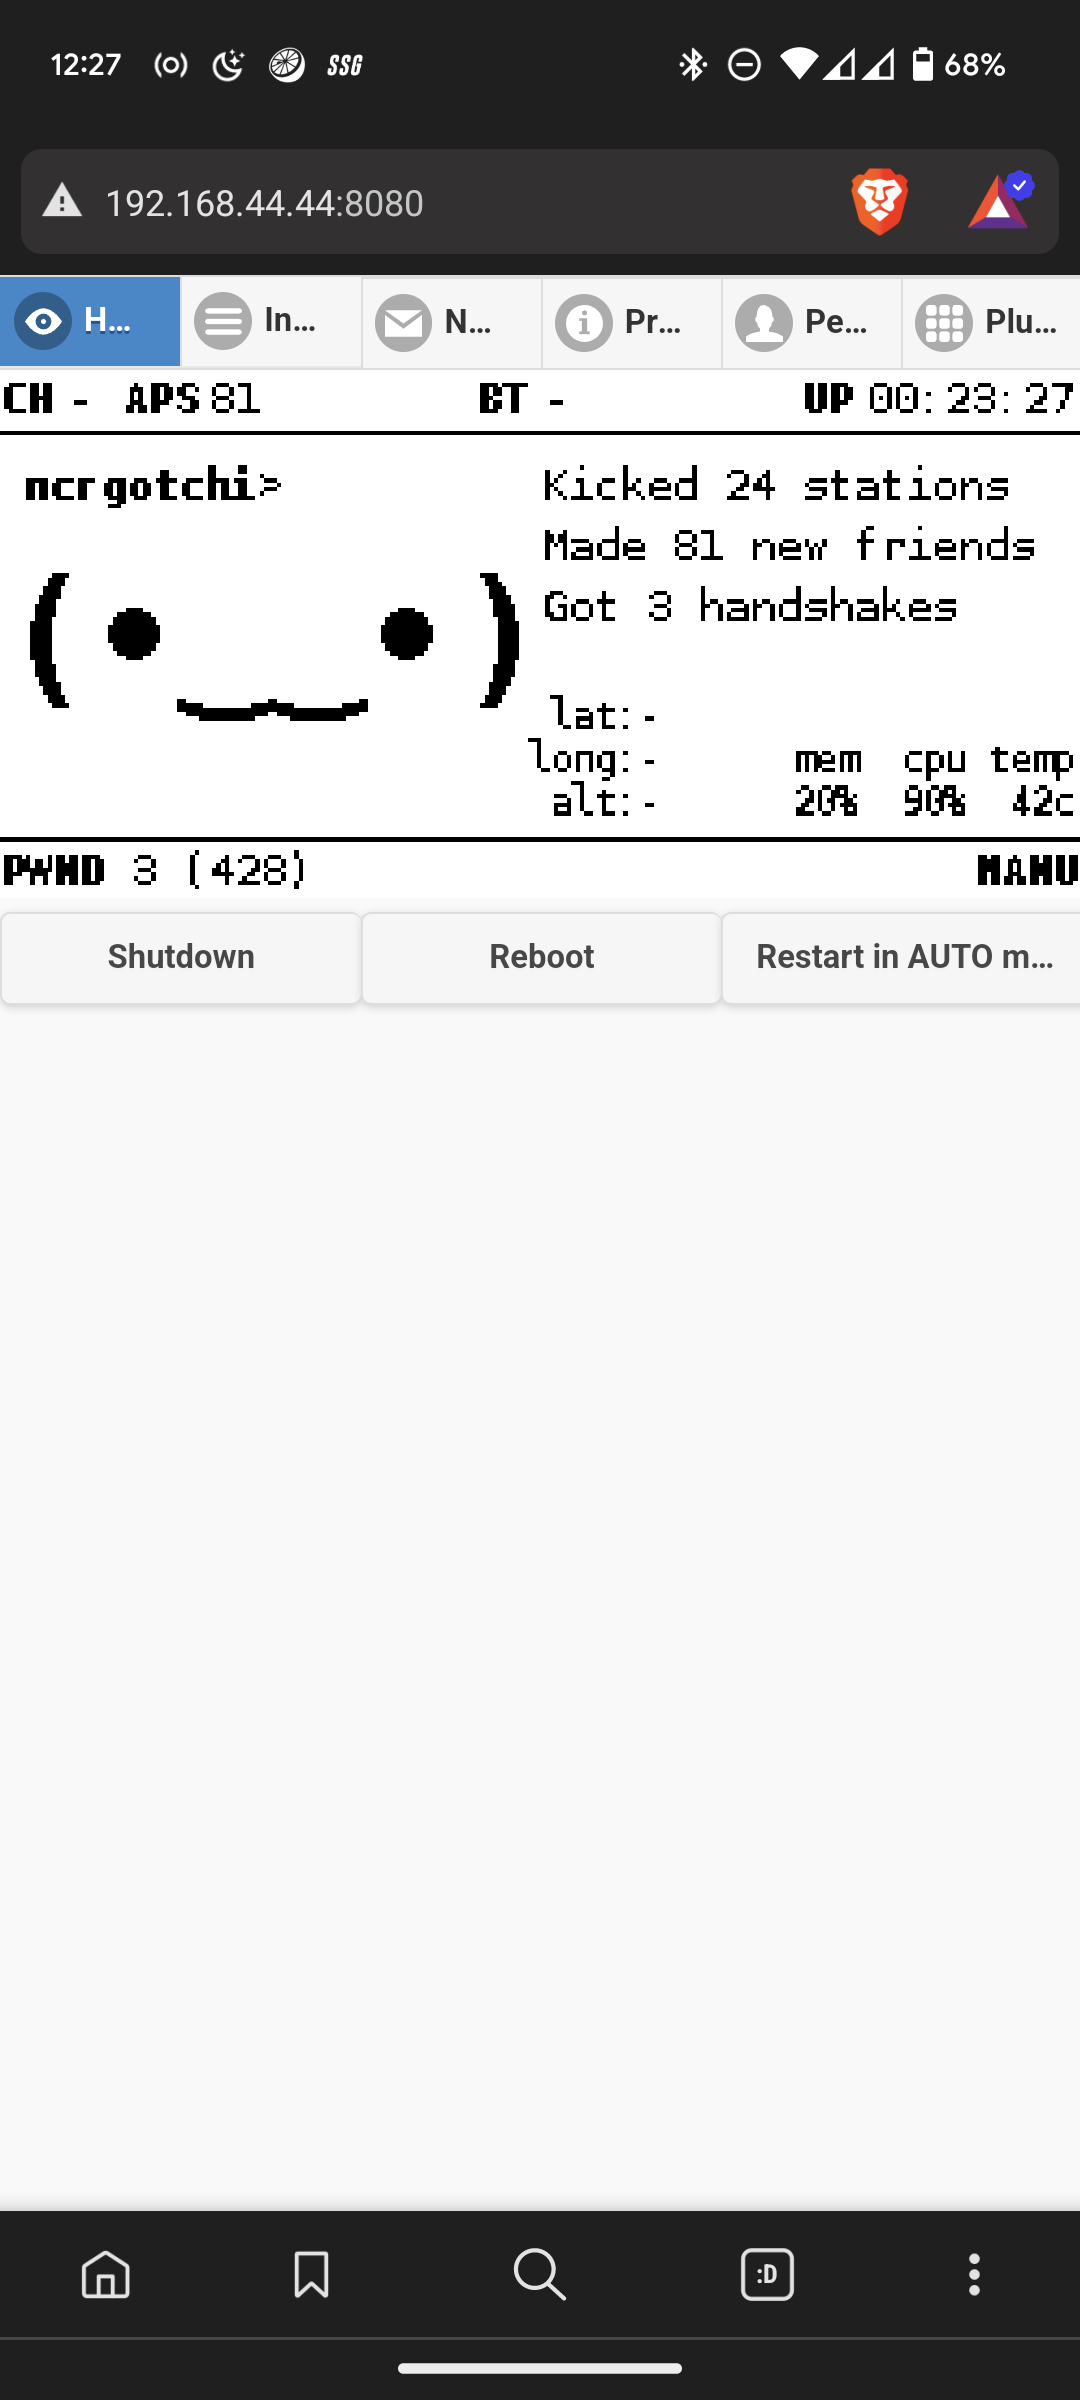 12:27 SSG 68%
192.168.44.44:8080
H... In... N... Pr... Pe... Plu...
CH - APS 81 BT - UP 00:23:27
ncrgotchi>
Kicked 24 stations
Made 81 new friends
Got 3 handshakes
lat: -
long: - mem cpu temp
alt: - 20% 90% 42c
PWND 3 (428) MANU
Shutdown Reboot Restart in AUTO m...
:D